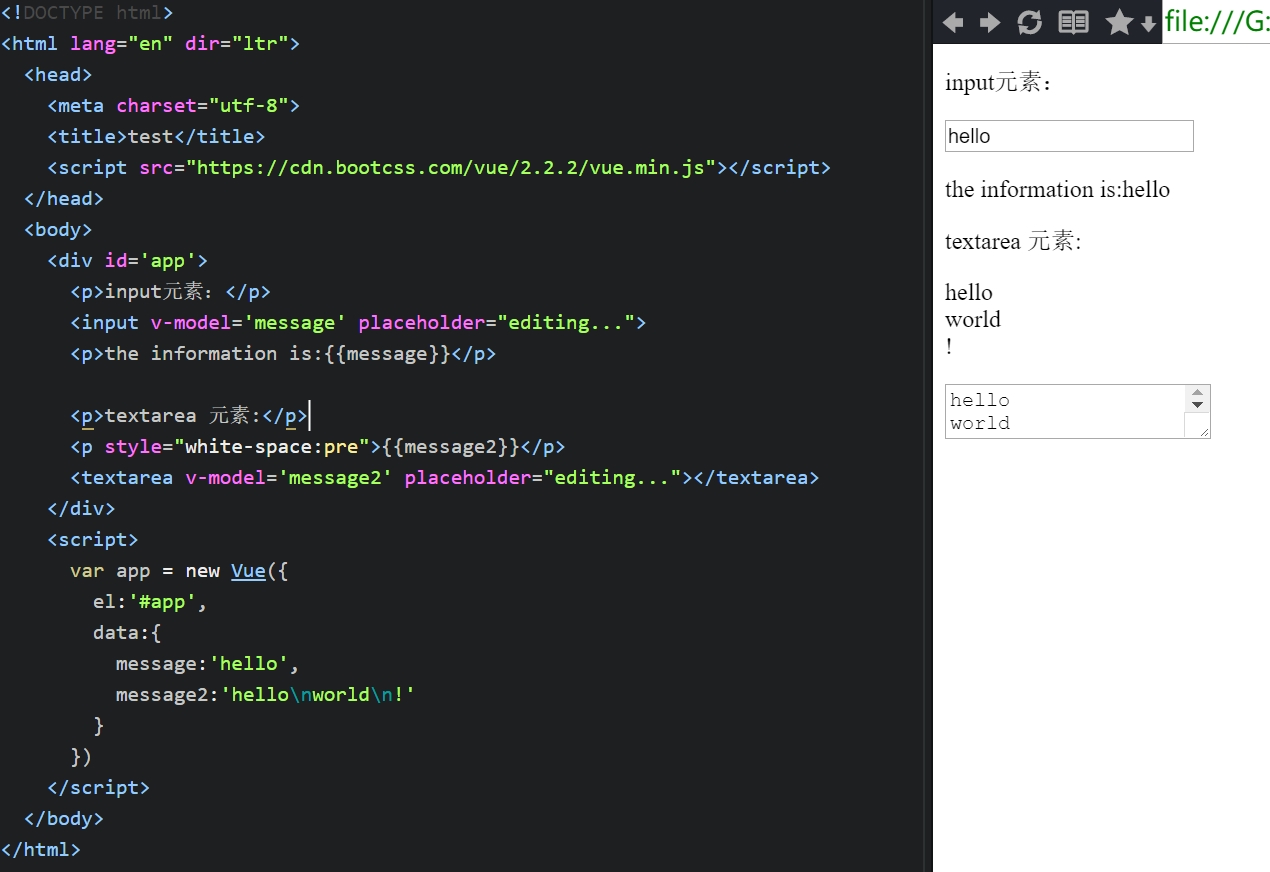 <!DOCTYPE html>
<html lang="en" dir="ltr">
  <head>
    <meta charset="utf-8">
    <title>test</title>
    <script src="https://cdn.bootcss.com/vue/2.2.2/vue.min.js"></script>
  </head>
  <body>
    <div id='app'>
      <p>input元素：</p>
      <input v-model='message' placeholder="editing...">
      <p>the information is:{{message}}</p>

      <p>textarea 元素:</p>
      <p style="white-space:pre">{{message2}}</p>
      <textarea v-model='message2' placeholder="editing..."></textarea>
    </div>
    <script>
      var app = new Vue({
        el:'#app',
        data:{
          message:'hello',
          message2:'hello\nworld\n!'
        }
      })
    </script>
  </body>
</html>
file:///G:
input元素：
hello
the information is:hello
textarea 元素:
hello
world
!
hello
world